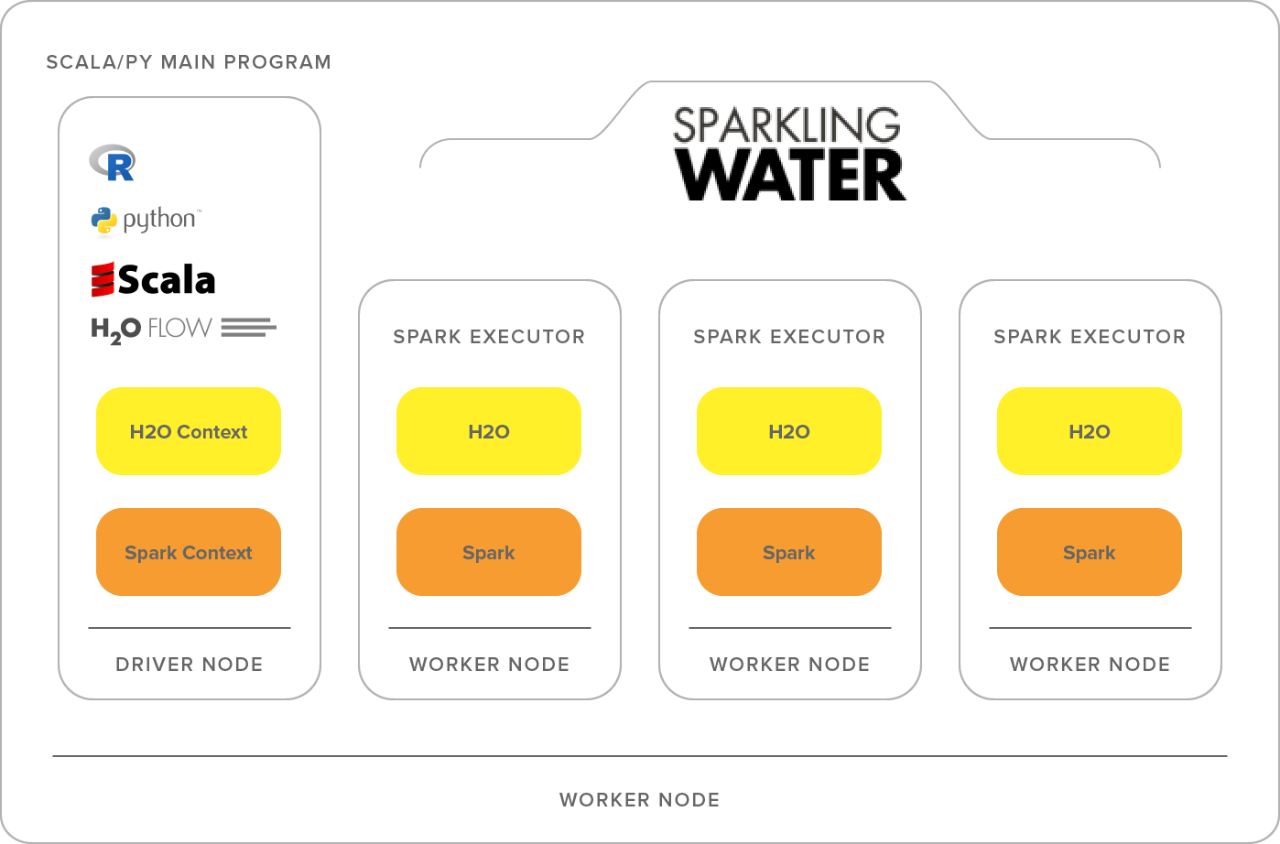 SCALA/PY MAIN PROGRAM
R
python™
Scala
H2O FLOW
H2O Context
Spark Context
DRIVER NODE
SPARKLING
WATER
SPARK EXECUTOR
H2O
Spark
WORKER NODE
SPARK EXECUTOR
H2O
Spark
WORKER NODE
SPARK EXECUTOR
H2O
Spark
WORKER NODE
WORKER NODE